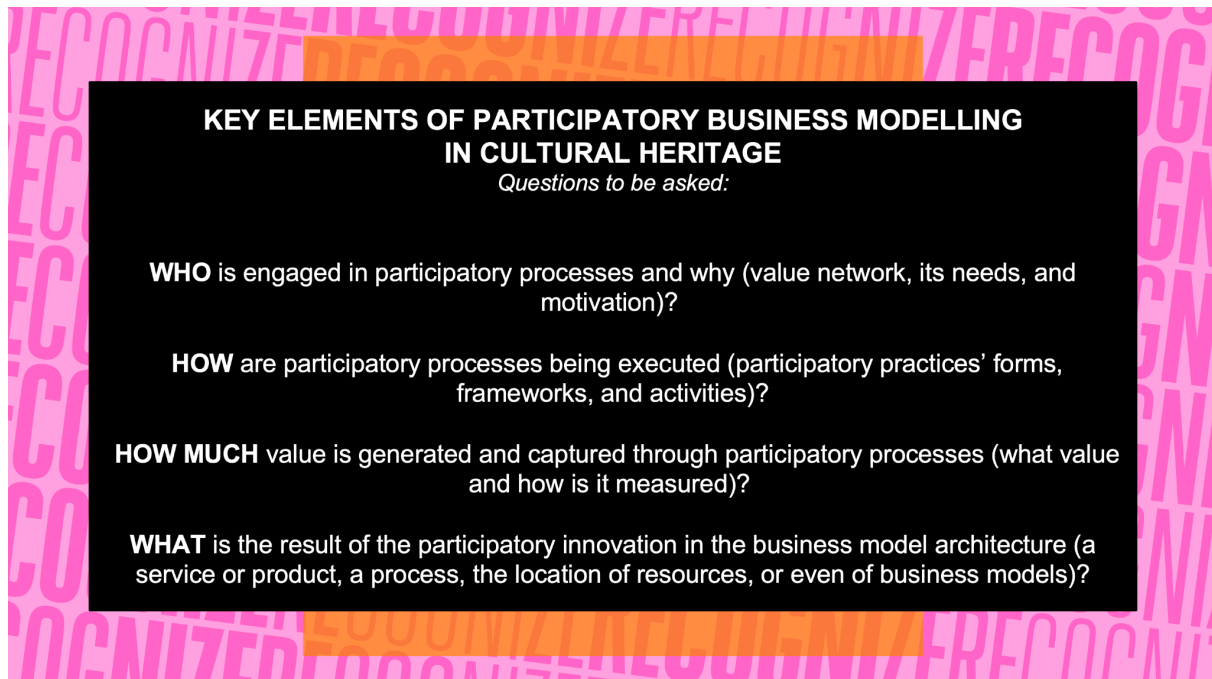 KEY ELEMENTS OF PARTICIPATORY BUSINESS MODELLING
IN CULTURAL HERITAGE
Questions to be asked:
WHO is engaged in participatory processes and why (value network, its needs, and
motivation)?
HOW are participatory processes being executed (participatory practices’ forms,
frameworks, and activities)?
HOW MUCH value is generated and captured through participatory processes (what value
and how is it measured)?
WHAT is the result of the participatory innovation in the business model architecture (a
service or product, a process, the location of resources, or even of business models)?